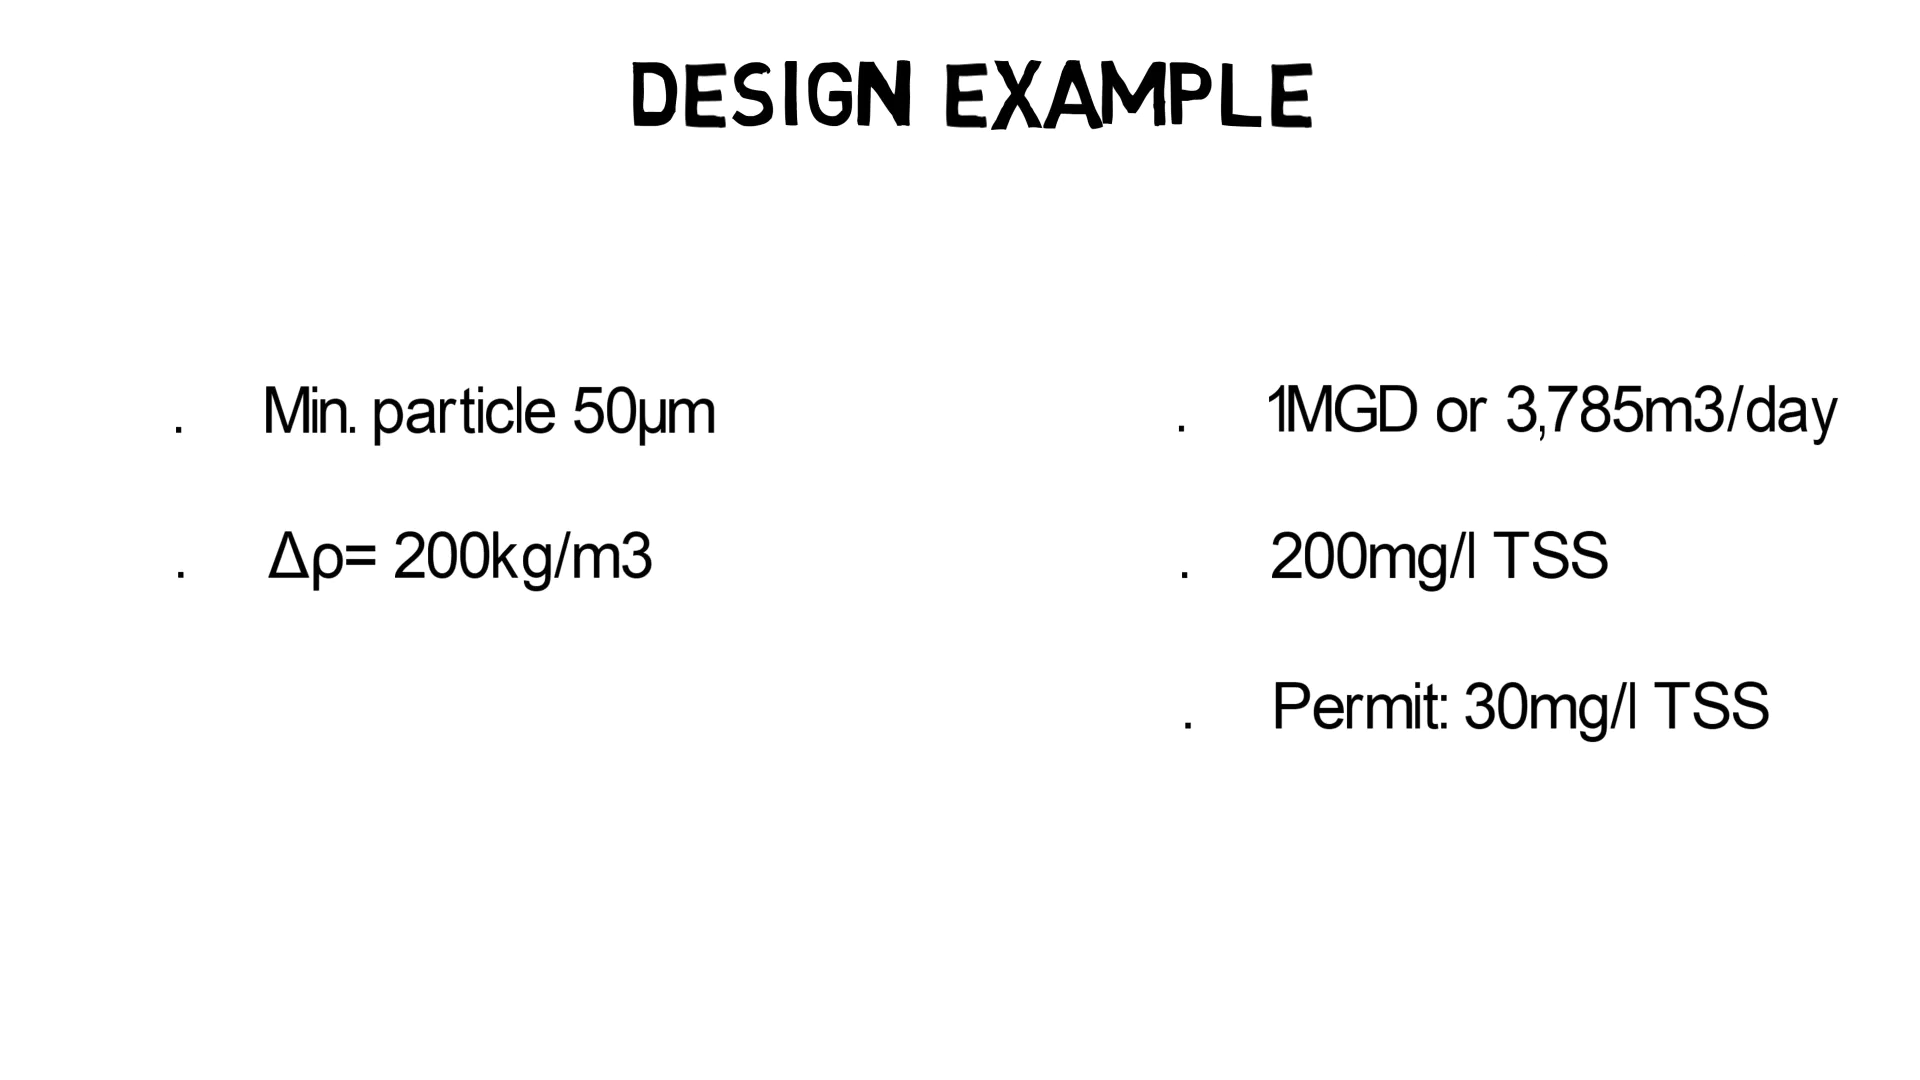 DESIGN EXAMPLE
. Min. particle 50µm
. Δρ= 200kg/m3
. 1MGD or 3,785m3/day
. 200mg/l TSS
. Permit: 30mg/l TSS